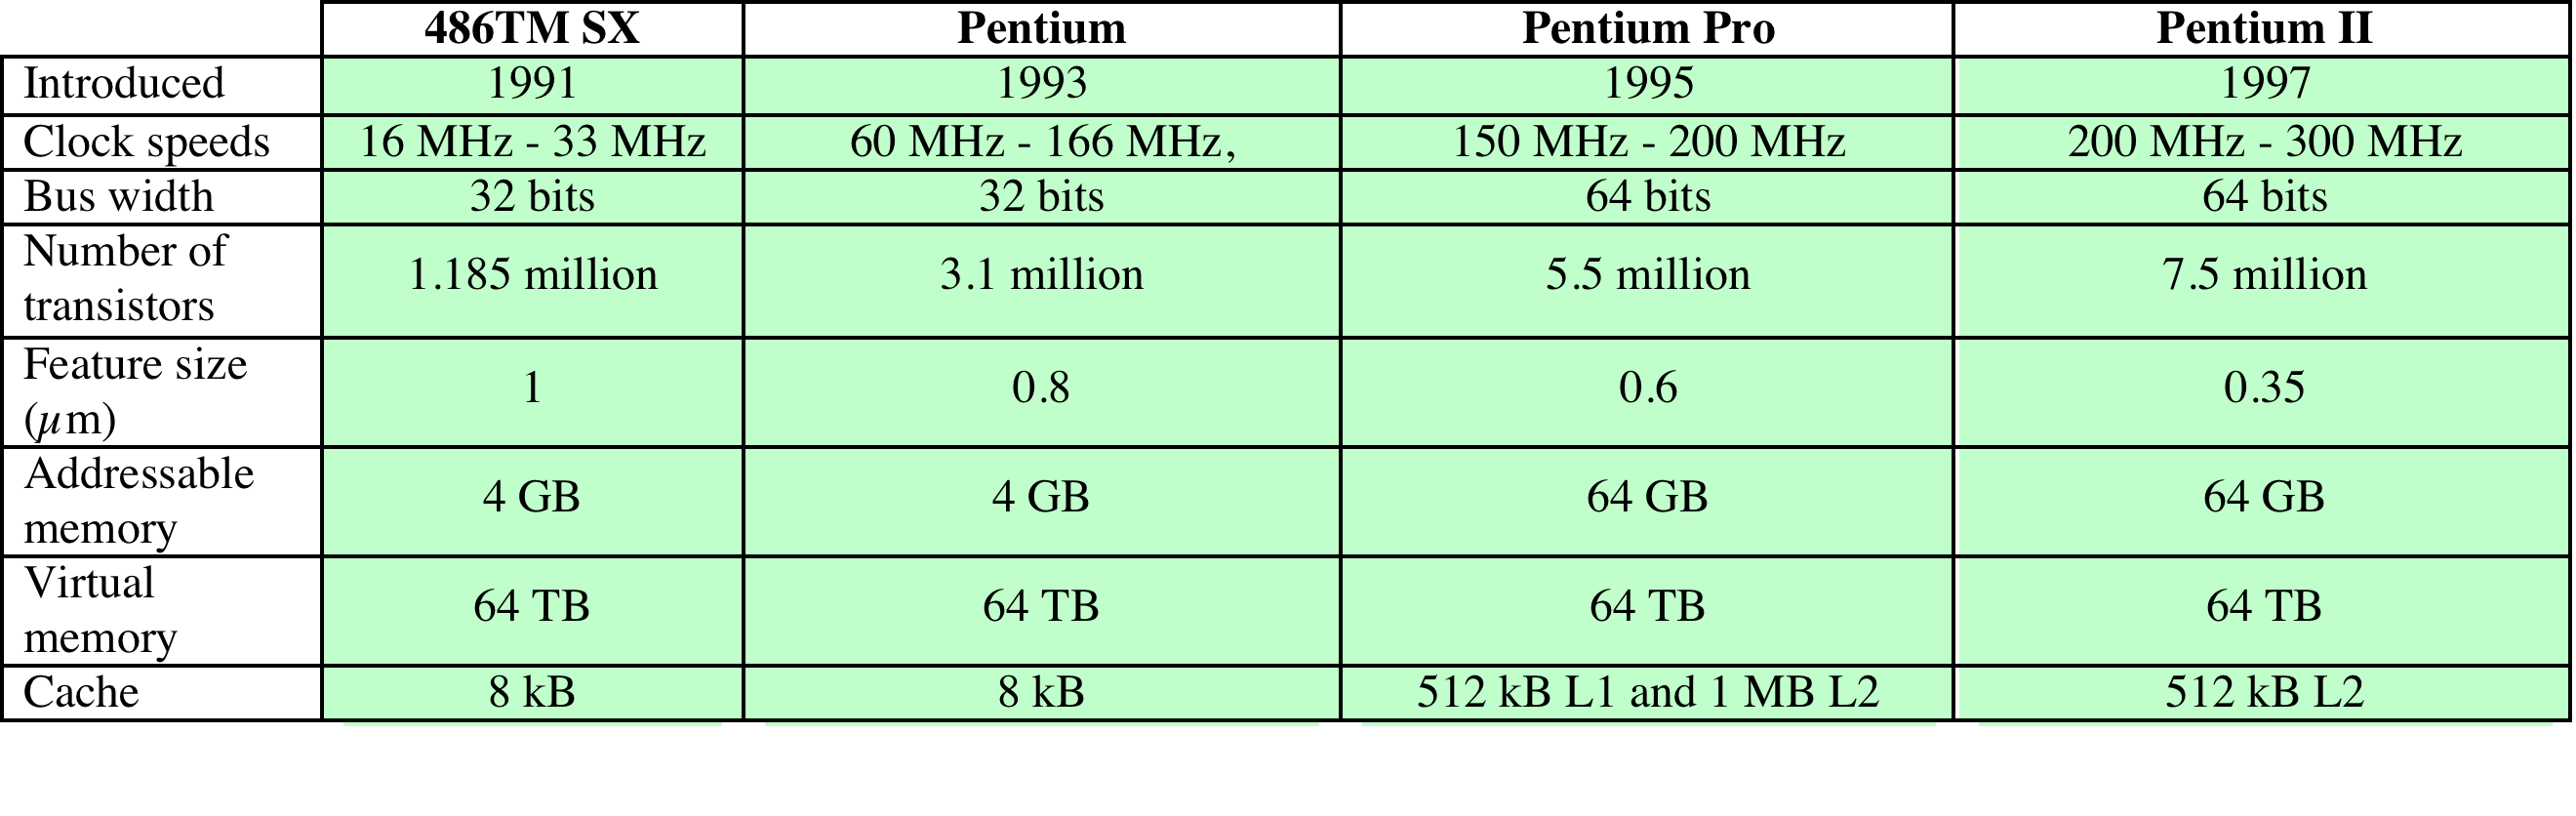 486TM SX Pentium Pentium Pro Pentium II
Introduced 1991 1993 1995 1997
Clock speeds 16 MHz - 33 MHz 60 MHz - 166 MHz, 150 MHz - 200 MHz 200 MHz - 300 MHz
Bus width 32 bits 32 bits 64 bits 64 bits
Number of
transistors 1.185 million 3.1 million 5.5 million 7.5 million
Feature size
(µm) 1 0.8 0.6 0.35
Addressable
memory 4 GB 4 GB 64 GB 64 GB
Virtual
memory 64 TB 64 TB 64 TB 64 TB
Cache 8 kB 8 kB 512 kB L1 and 1 MB L2 512 kB L2